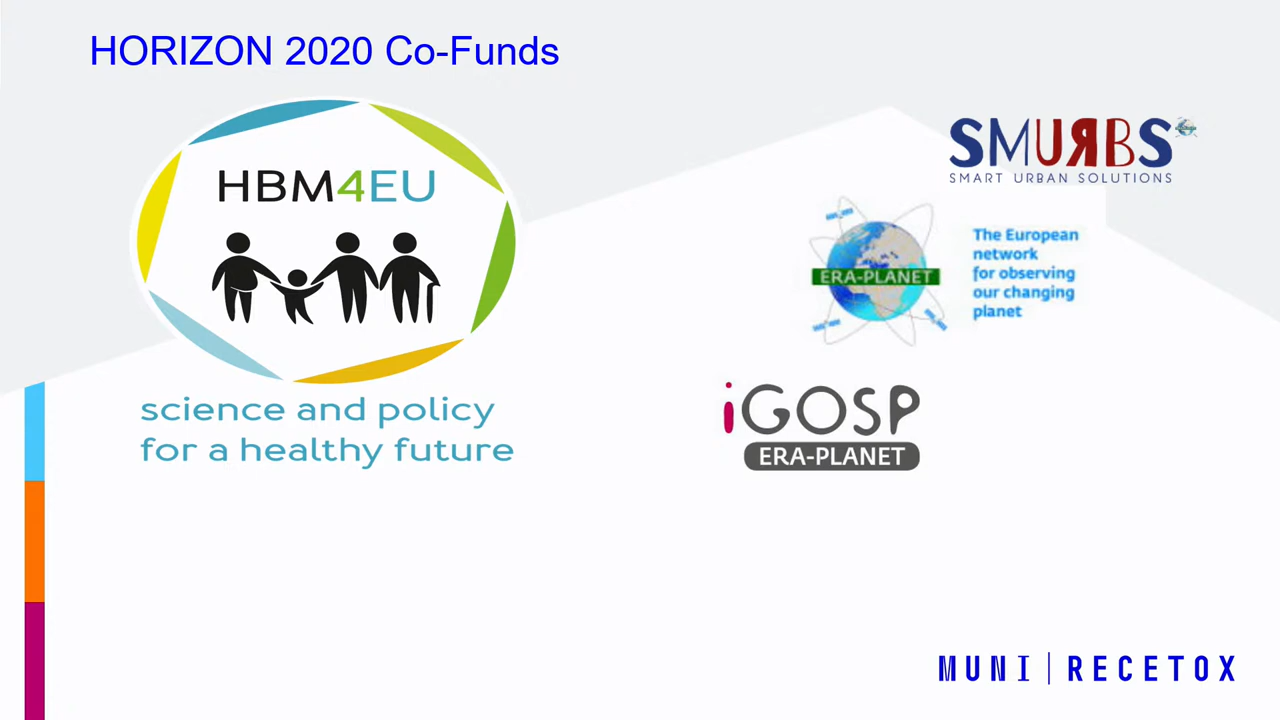 HORIZON 2020 Co-Funds
HBM4EU
science and policy
for a healthy future
SMURBS
SMART URBAN SOLUTIONS
ERA-PLANET
The European
network
for observing
our changing
planet
iGOSP
ERA-PLANET
MUNI | RECETOX